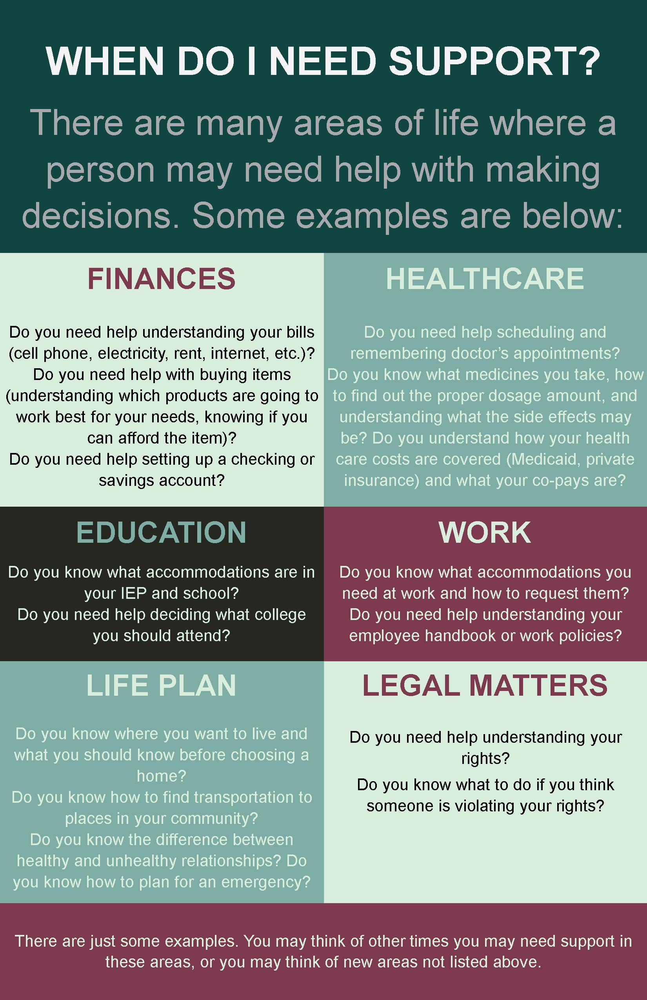 WHEN DO I NEED SUPPORT?
There are many areas of life where a
person may need help with making
decisions. Some examples are below:
FINANCES
Do you need help understanding your bills
(cell phone, electricity, rent, internet, etc.)?
Do you need help with buying items
(understanding which products are going to
work best for your needs, knowing if you
can afford the item)?
Do you need help setting up a checking or
savings account?
HEALTHCARE
Do you need help scheduling and
remembering doctor’s appointments?
Do you know what medicines you take, how
to find out the proper dosage amount, and
understanding what the side effects may
be? Do you understand how your health
care costs are covered (Medicaid, private
insurance) and what your co-pays are?
EDUCATION
Do you know what accommodations are in
your IEP and school?
Do you need help deciding what college
you should attend?
WORK
Do you know what accommodations you
need at work and how to request them?
Do you need help understanding your
employee handbook or work policies?
LIFE PLAN
Do you know where you want to live and
what you should know before choosing a
home?
Do you know how to find transportation to
places in your community?
Do you know the difference between
healthy and unhealthy relationships? Do
you know how to plan for an emergency?
LEGAL MATTERS
Do you need help understanding your
rights?
Do you know what to do if you think
someone is violating your rights?
There are just some examples. You may think of other times you may need support in
these areas, or you may think of new areas not listed above.